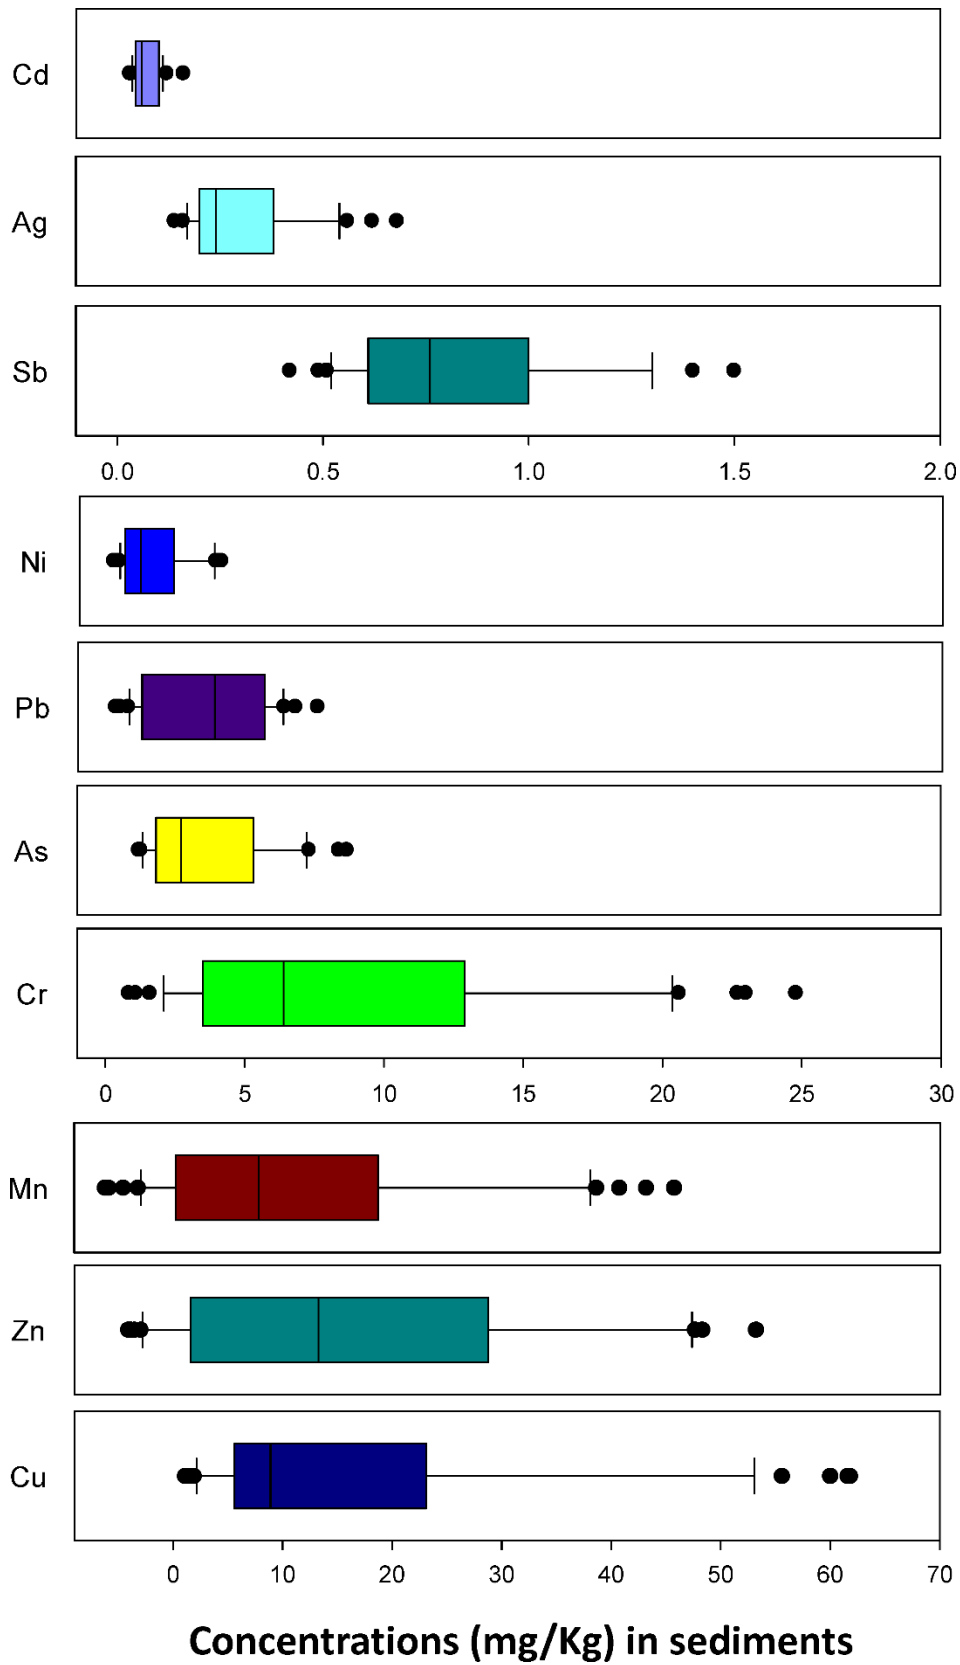 Cd
Ag
Sb
0.0 0.5 1.0 1.5 2.0
Ni
Pb
As
Cr
0 5 10 15 20 25 30
Mn
Zn
Cu
0 10 20 30 40 50 60 70
Concentrations (mg/Kg) in sediments